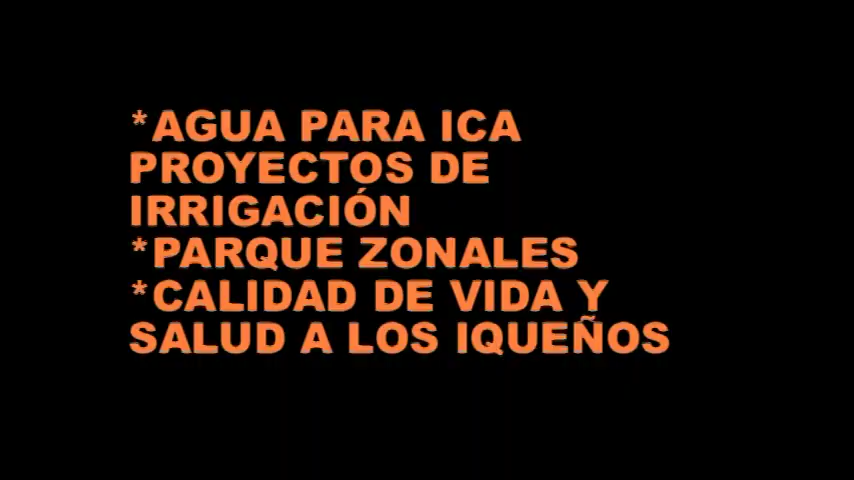 *AGUA PARA ICA
PROYECTOS DE
IRRIGACIÓN
*PARQUE ZONALES
*CALIDAD DE VIDA Y
SALUD A LOS IQUEÑOS